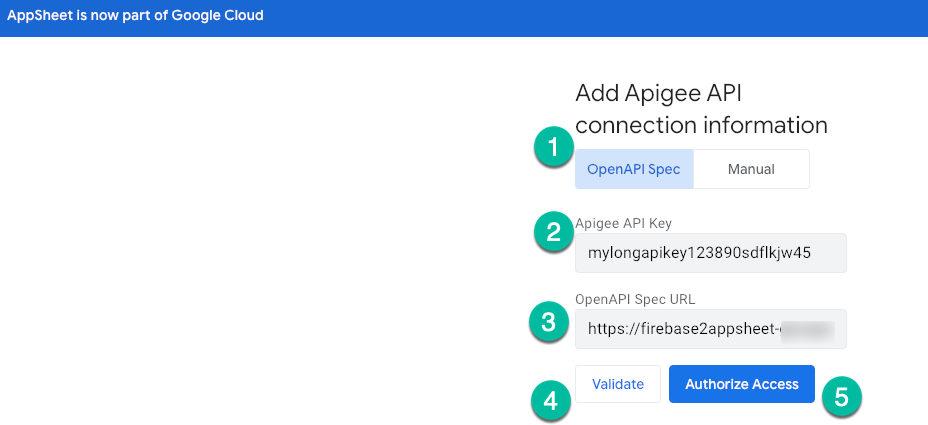 AppSheet is now part of Google Cloud
Add Apigee API
connection information
1
OpenAPI Spec Manual
2
Apigee API Key
mylongapikey123890sdflkjw45
OpenAPI Spec URL
3
https://firebase2appsheet-
4
Validate Authorize Access
5